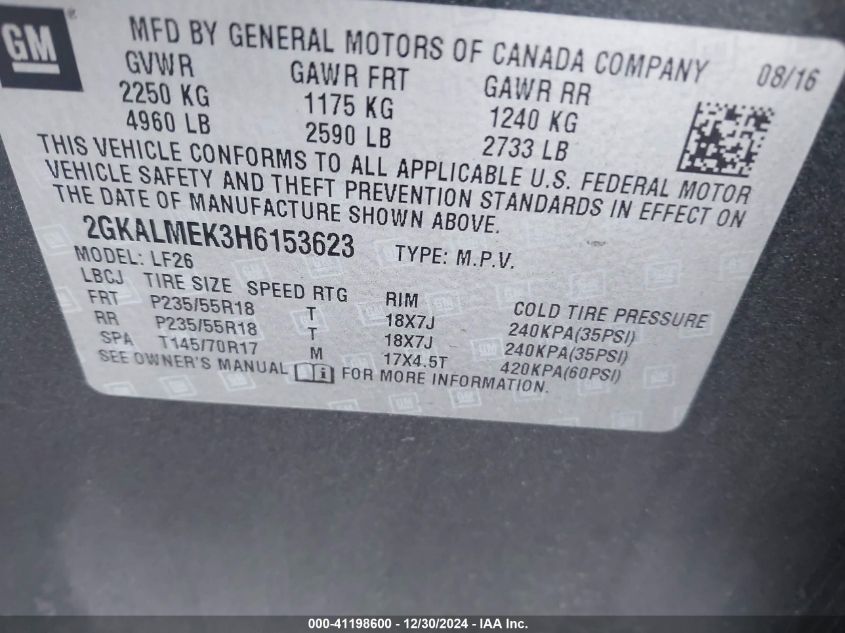 GM
MFD BY GENERAL MOTORS OF CANADA COMPANY
08/16
GVWR GAWR FRT GAWR RR
2250 KG 1175 KG 1240 KG
4960 LB 2590 LB 2733 LB
THIS VEHICLE CONFORMS TO ALL APPLICABLE U.S. FEDERAL MOTOR
VEHICLE SAFETY AND THEFT PREVENTION STANDARDS IN EFFECT ON
THE DATE OF MANUFACTURE SHOWN ABOVE.
2GKALMEK3H6153623 TYPE: M.P.V.
MODEL: LF26
LBCJ TIRE SIZE SPEED RTG RIM COLD TIRE PRESSURE
FRT P235/55R18 T 18X7J 240KPA(35PSI)
RR P235/55R18 T 18X7J 240KPA(35PSI)
SPA T145/70R17 M 17X4.5T 420KPA(60PSI)
SEE OWNER'S MANUAL FOR MORE INFORMATION.
000-41198600 - 12/30/2024 - IAA Inc.